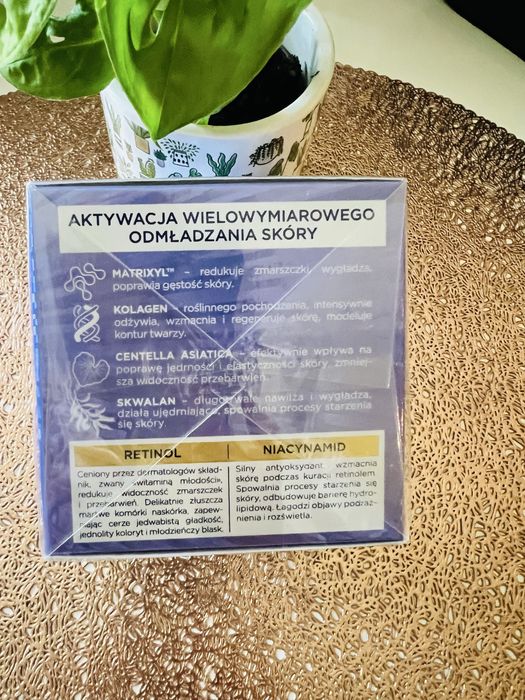 AKTYWACJA WIELOWYMIAROWEGO
ODMŁADZANIA SKÓRY
MATRIXYL™ – redukuje zmarszczki, wygładza,
poprawia gęstość skóry.
KOLAGEN – roślinnego pochodzenia, intensywnie
odżywia, wzmacnia i regeneruje skórę, modeluje
kontur twarzy.
CENTELLA ASIATICA – efektywnie wpływa na
poprawę jędrności i elastyczności skóry, zmniej-
sza widoczność przebarwień.
SKWALAN – długotrwale nawilża i wygładza,
działa ujędrniająco, spowalnia procesy starzenia
się skóry.
RETINOL
Ceniony przez dermatologów skład-
nik, zwany «witaminą młodości»,
redukuje widoczność zmarszczek
i przebarwień. Delikatnie złuszcza
martwe komórki naskórka, zapew-
niając cerze jedwabistą gładkość,
jednolity koloryt i młodzieńczy blask.
NIACYNAMID
Silny antyoksydant, wzmacnia
skórę podczas kuracji retinolem.
Spowalnia procesy starzenia się
skóry, odbudowuje barierę hydro-
lipidową. Łagodzi objawy podraż-
nienia i rozświetla.